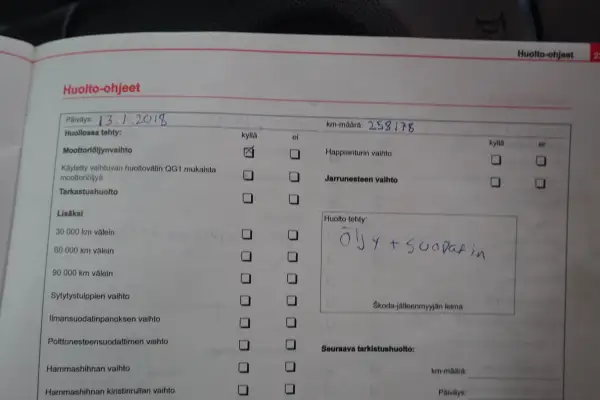 Huolto-ohjeet
Huolto-ohjeet
Päiväys: 13.1.2018
km-määrä: 258178
Huollossa tehty:
kyllä
ei
kyllä
ei
Moottoriöljynvaihto
Happianturin vaihto
Käytetty vaihtuvan huoltovälin QG1 mukaista
moottoriöljyä
Jarrunesteen vaihto
Tarkastushuolto
Lisäksi
Huolto tehty:
30 000 km välein
Öljy + suodatin
60 000 km välein
90 000 km välein
Sytytystulppien vaihto
Škoda-jälleenmyyjän leima
Ilmansuodatinpanoksen vaihto
Polttonesteensuodattimen vaihto
Seuraava tarkistushuolto:
Hammashihnan vaihto
km-määrä:
Hammashihnan kiristinrullan vaihto
Päiväys: